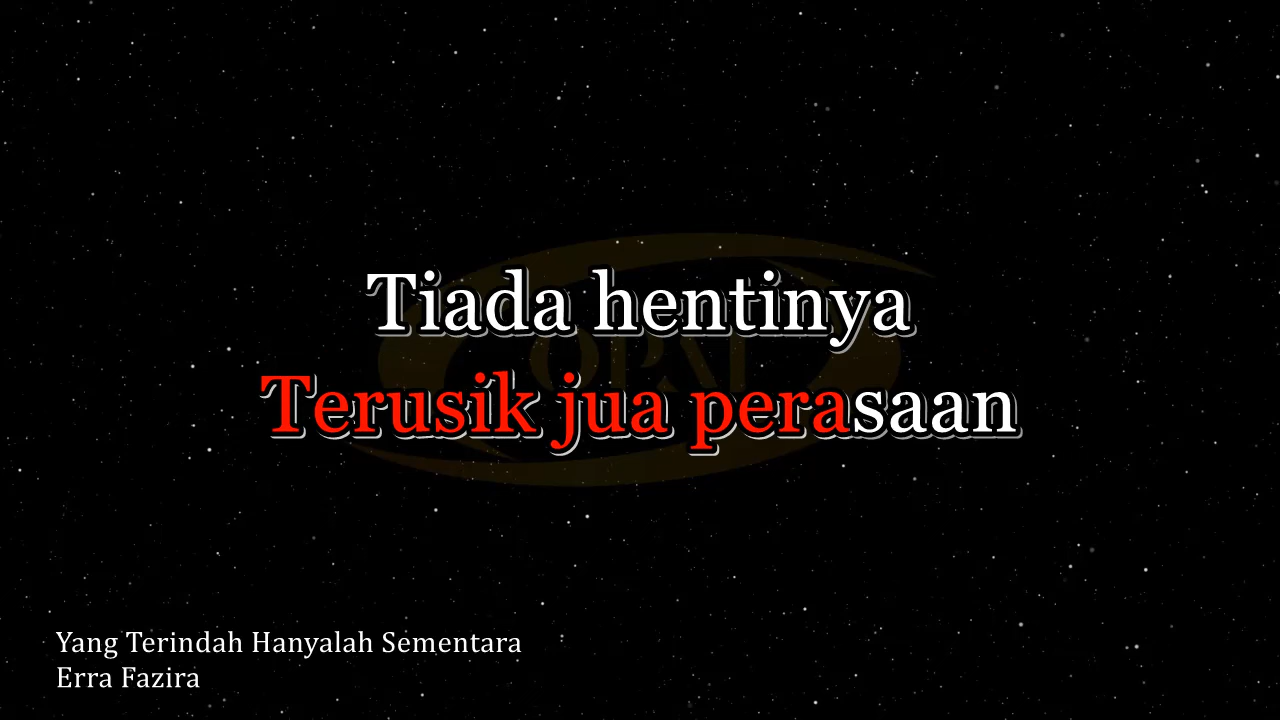 Tiada hentinya
Terusik jua perasaan
Yang Terindah Hanyalah Sementara
Erra Fazira